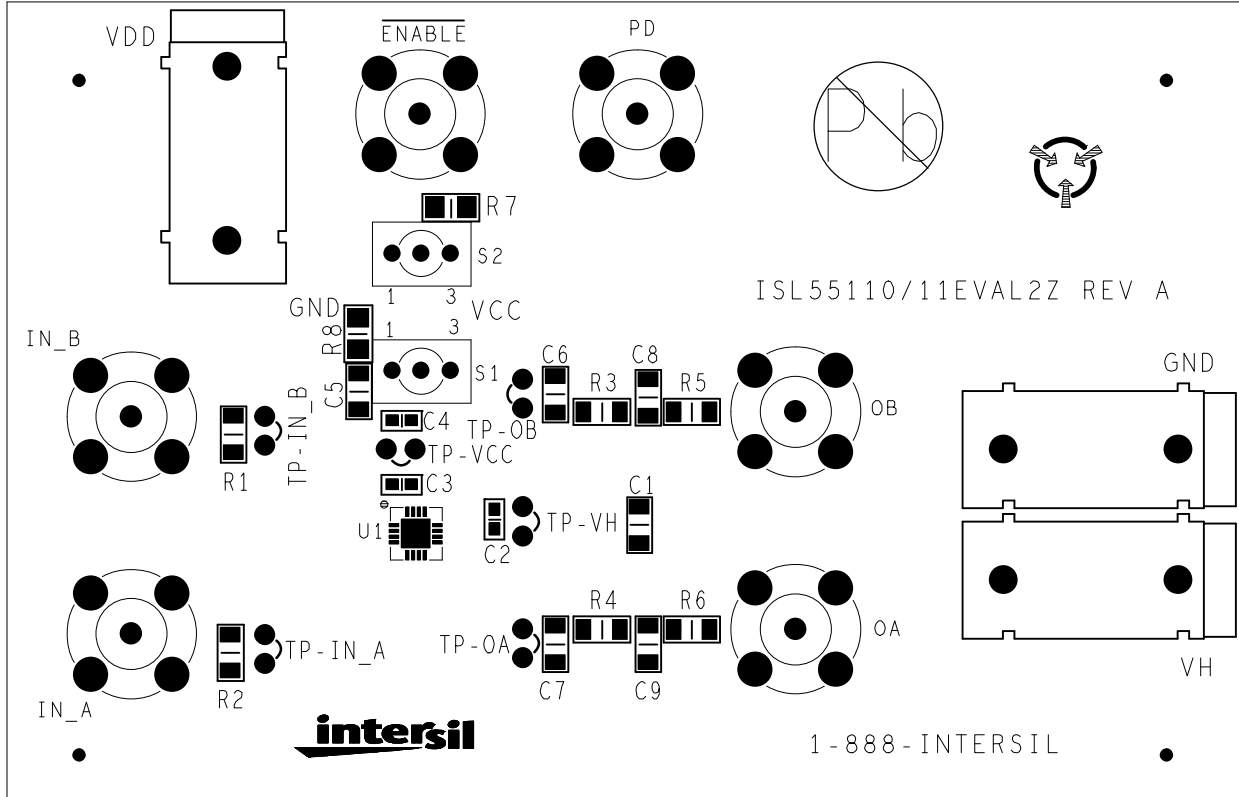 VDD
ENABLE
PD
Pb
R7
S2
1 3
GND
VCC
ISL55110/11EVAL2Z REV A
IN_B
R8
1 3
C5
S1
C6
C8
R3
R5
GND
OB
C4
TP-OB
TP-IN_B
R1
TP-VCC
C3
C1
U1
C2
TP-VH
R4
R6
OA
TP-IN_A
TP-OA
R2
C7
C9
VH
IN_A
intersil
1-888-INTERSIL